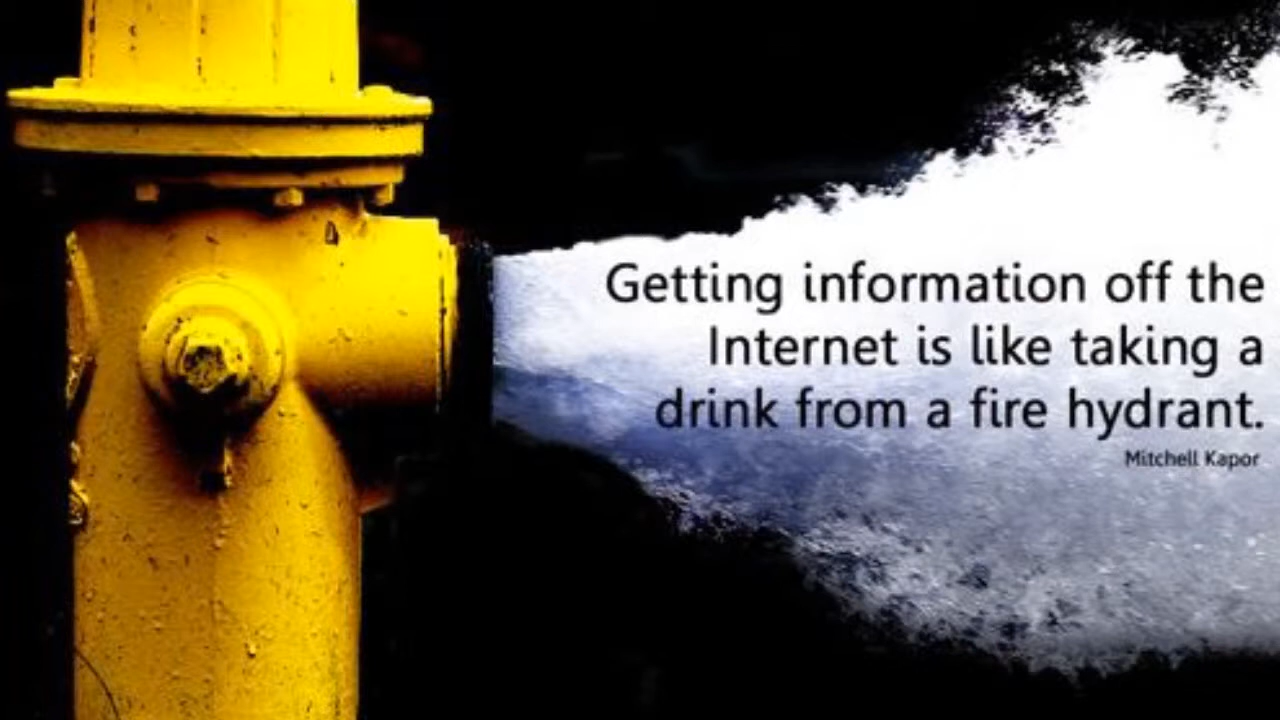 Getting information off the
Internet is like taking a
drink from a fire hydrant.
Mitchell Kapor